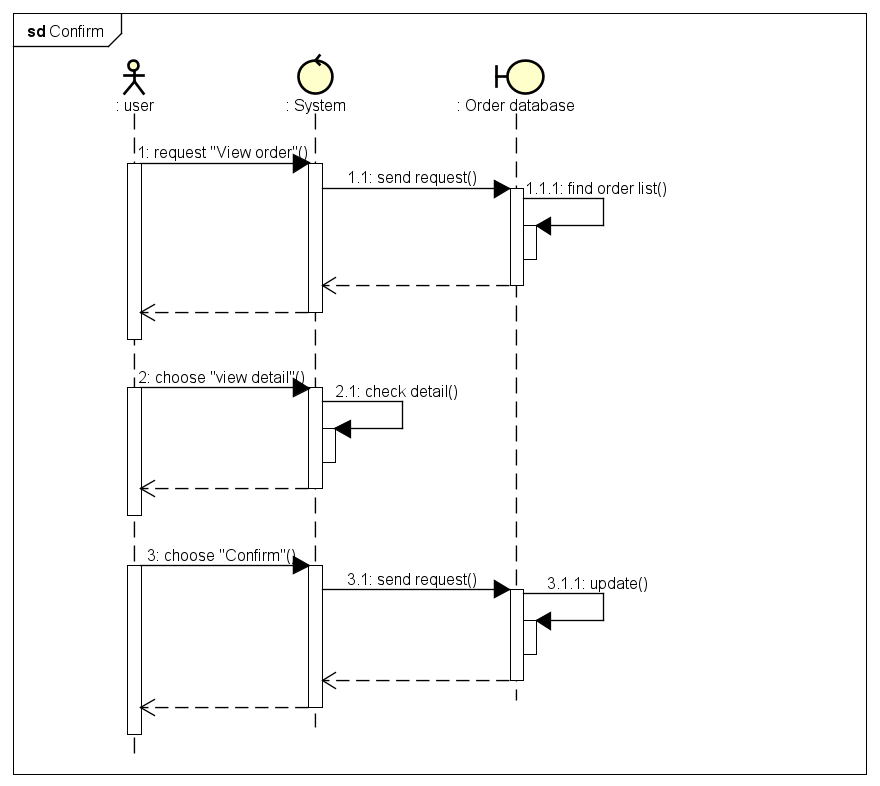 sd Confirm
: user
: System
: Order database
1: request "View order"()
1.1: send request()
1.1.1: find order list()
2: choose "view detail"()
2.1: check detail()
3: choose "Confirm"()
3.1: send request()
3.1.1: update()